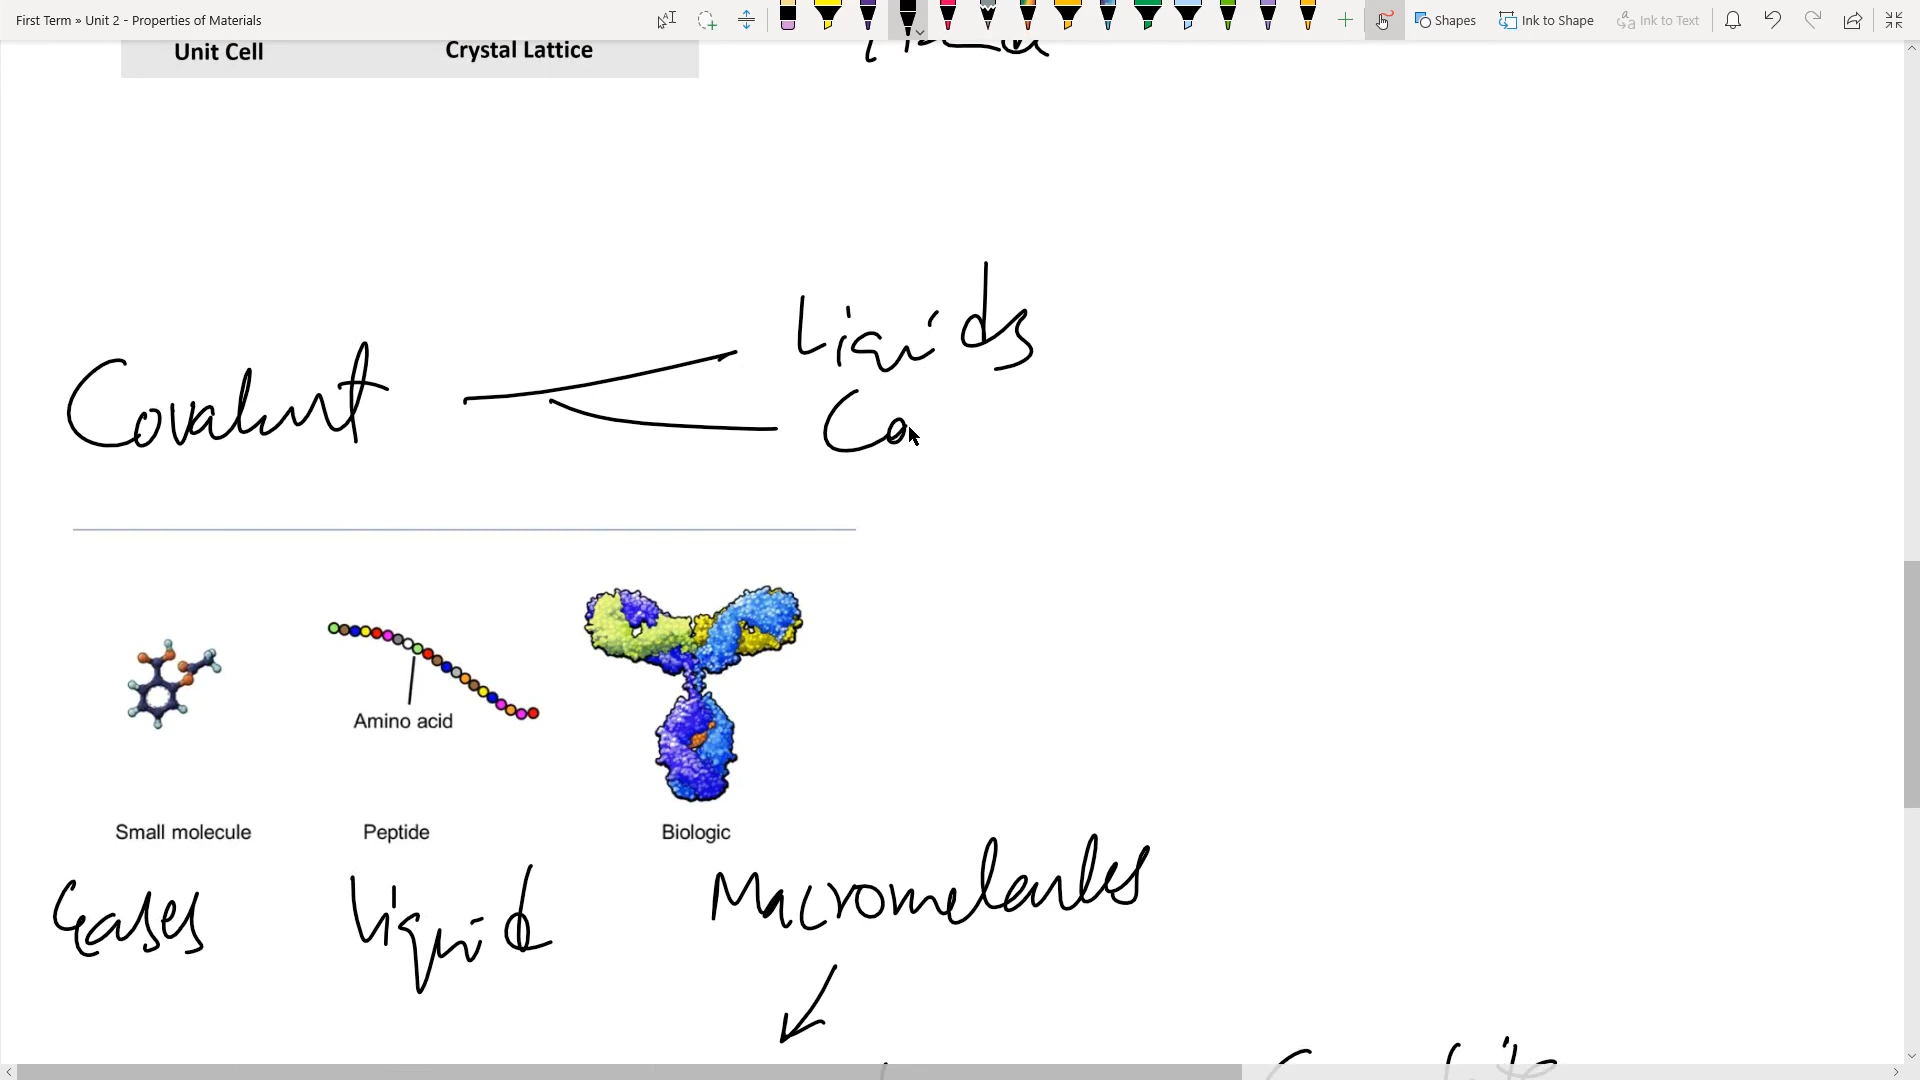 First Term » Unit 2 - Properties of Materials
Shapes
Ink to Shape
Ink to Text
Unit Cell
Crystal Lattice
Liquids
Covalent
Ca
Amino acid
Small molecule
Peptide
Biologic
Gases
Liquid